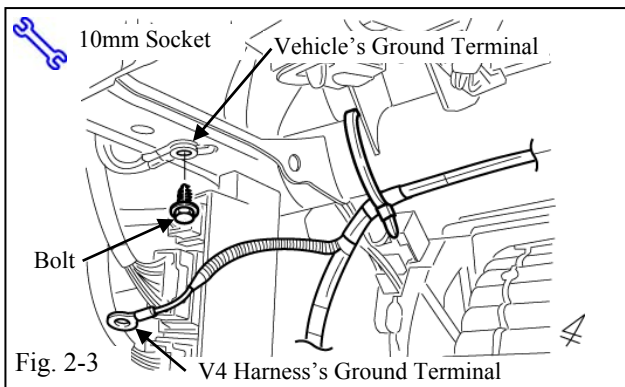 10mm Socket
Vehicle's Ground Terminal
Bolt
Fig. 2-3
V4 Harness's Ground Terminal